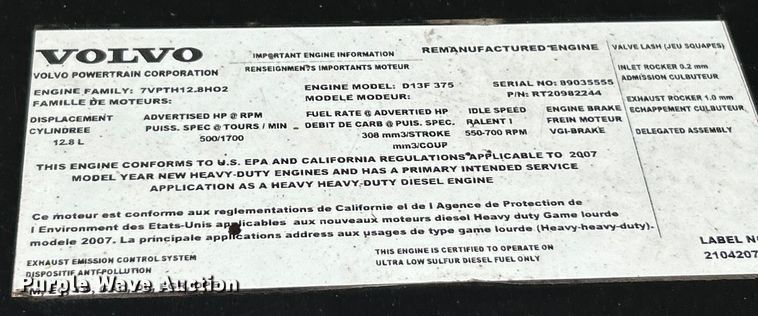 VOLVO
VOLVO POWERTRAIN CORPORATION
IMPORTANT ENGINE INFORMATION
RENSEIGNMENTS IMPORTANTS MOTEUR
REMANUFACTURED ENGINE
VALVE LASH (JEU SQUAPES)
INLET ROCKER 0.2 mm
ADMISSION CULBUTEUR
EXHAUST ROCKER 1.0 mm
ECHAPPEMENT CULBUTEUR
DELEGATED ASSEMBLY
ENGINE FAMILY: 7VPTH12.8HO2
FAMILLE DE MOTEURS:
ENGINE MODEL: D13F 375
MODELE MODEUR:
SERIAL NO: 89035555
P/N: RT20982244
DISPLACEMENT
CYLINDREE
12.8 L
ADVERTISED HP @ RPM
PUISS. SPEC @ TOURS / MIN
500/1700
FUEL RATE @ ADVERTIED HP
DEBIT DE CARB @ PUIS. SPEC.
308 mm3/STROKE
mm3/COUP
IDLE SPEED
RALENT I
550-700 RPM
ENGINE BRAKE
FREIN MOTEUR
VGI-BRAKE
THIS ENGINE CONFORMS TO U.S. EPA AND CALIFORNIA REGULATIONS APPLICABLE TO 2007
MODEL YEAR NEW HEAVY-DUTY ENGINES AND HAS A PRIMARY INTENDED SERVICE
APPLICATION AS A HEAVY HEAVY-DUTY DIESEL ENGINE
Ce moteur est conforme aux reglementations de Californie et de l Agence de Protection de
l Environment des Etats-Unis applicables aux nouveaux moteurs diesel Heavy duty Game lourde
modele 2007. La principale applications address aux usages de type game lourde (Heavy-heavy-duty).
EXHAUST EMISSION CONTROL SYSTEM
DISPOSITIF ANTEPOLLUTION
THIS ENGINE IS CERTIFIED TO OPERATE ON
ULTRA LOW SULFUR DIESEL FUEL ONLY
LABEL N
2104207
Purple Wave Auction